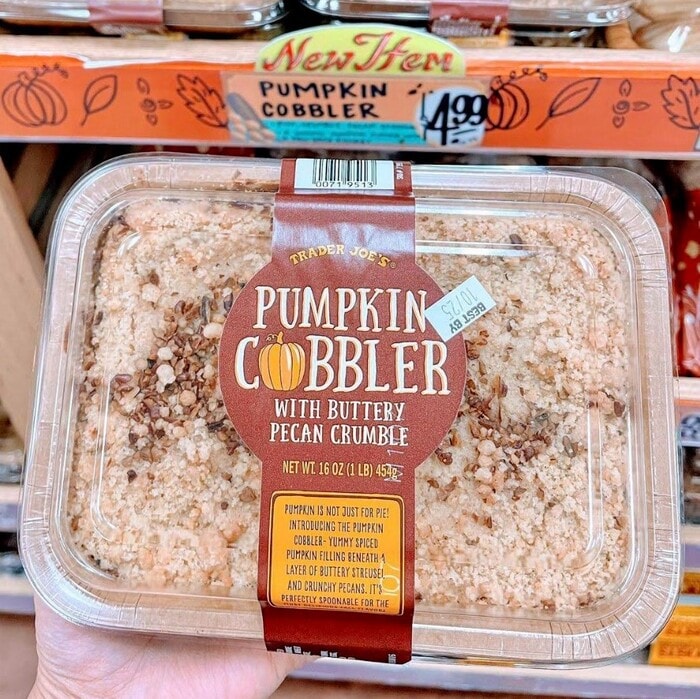 New Item
PUMPKIN
COBBLER
$4.99
0071 9513
TRADER JOE'S
PUMPKIN
COBBLER
BEST BY
10/25
WITH BUTTERY
PECAN CRUMBLE
NET WT. 16 OZ (1 LB) 454g
PUMPKIN IS NOT JUST FOR PIE!
INTRODUCING THE PUMPKIN
COBBLER- YUMMY SPICED
PUMPKIN FILLING BENEATH A
LAYER OF BUTTERY STREUSEL
AND CRUNCHY PECANS. IT'S
PERFECTLY SPOONABLE FOR THE